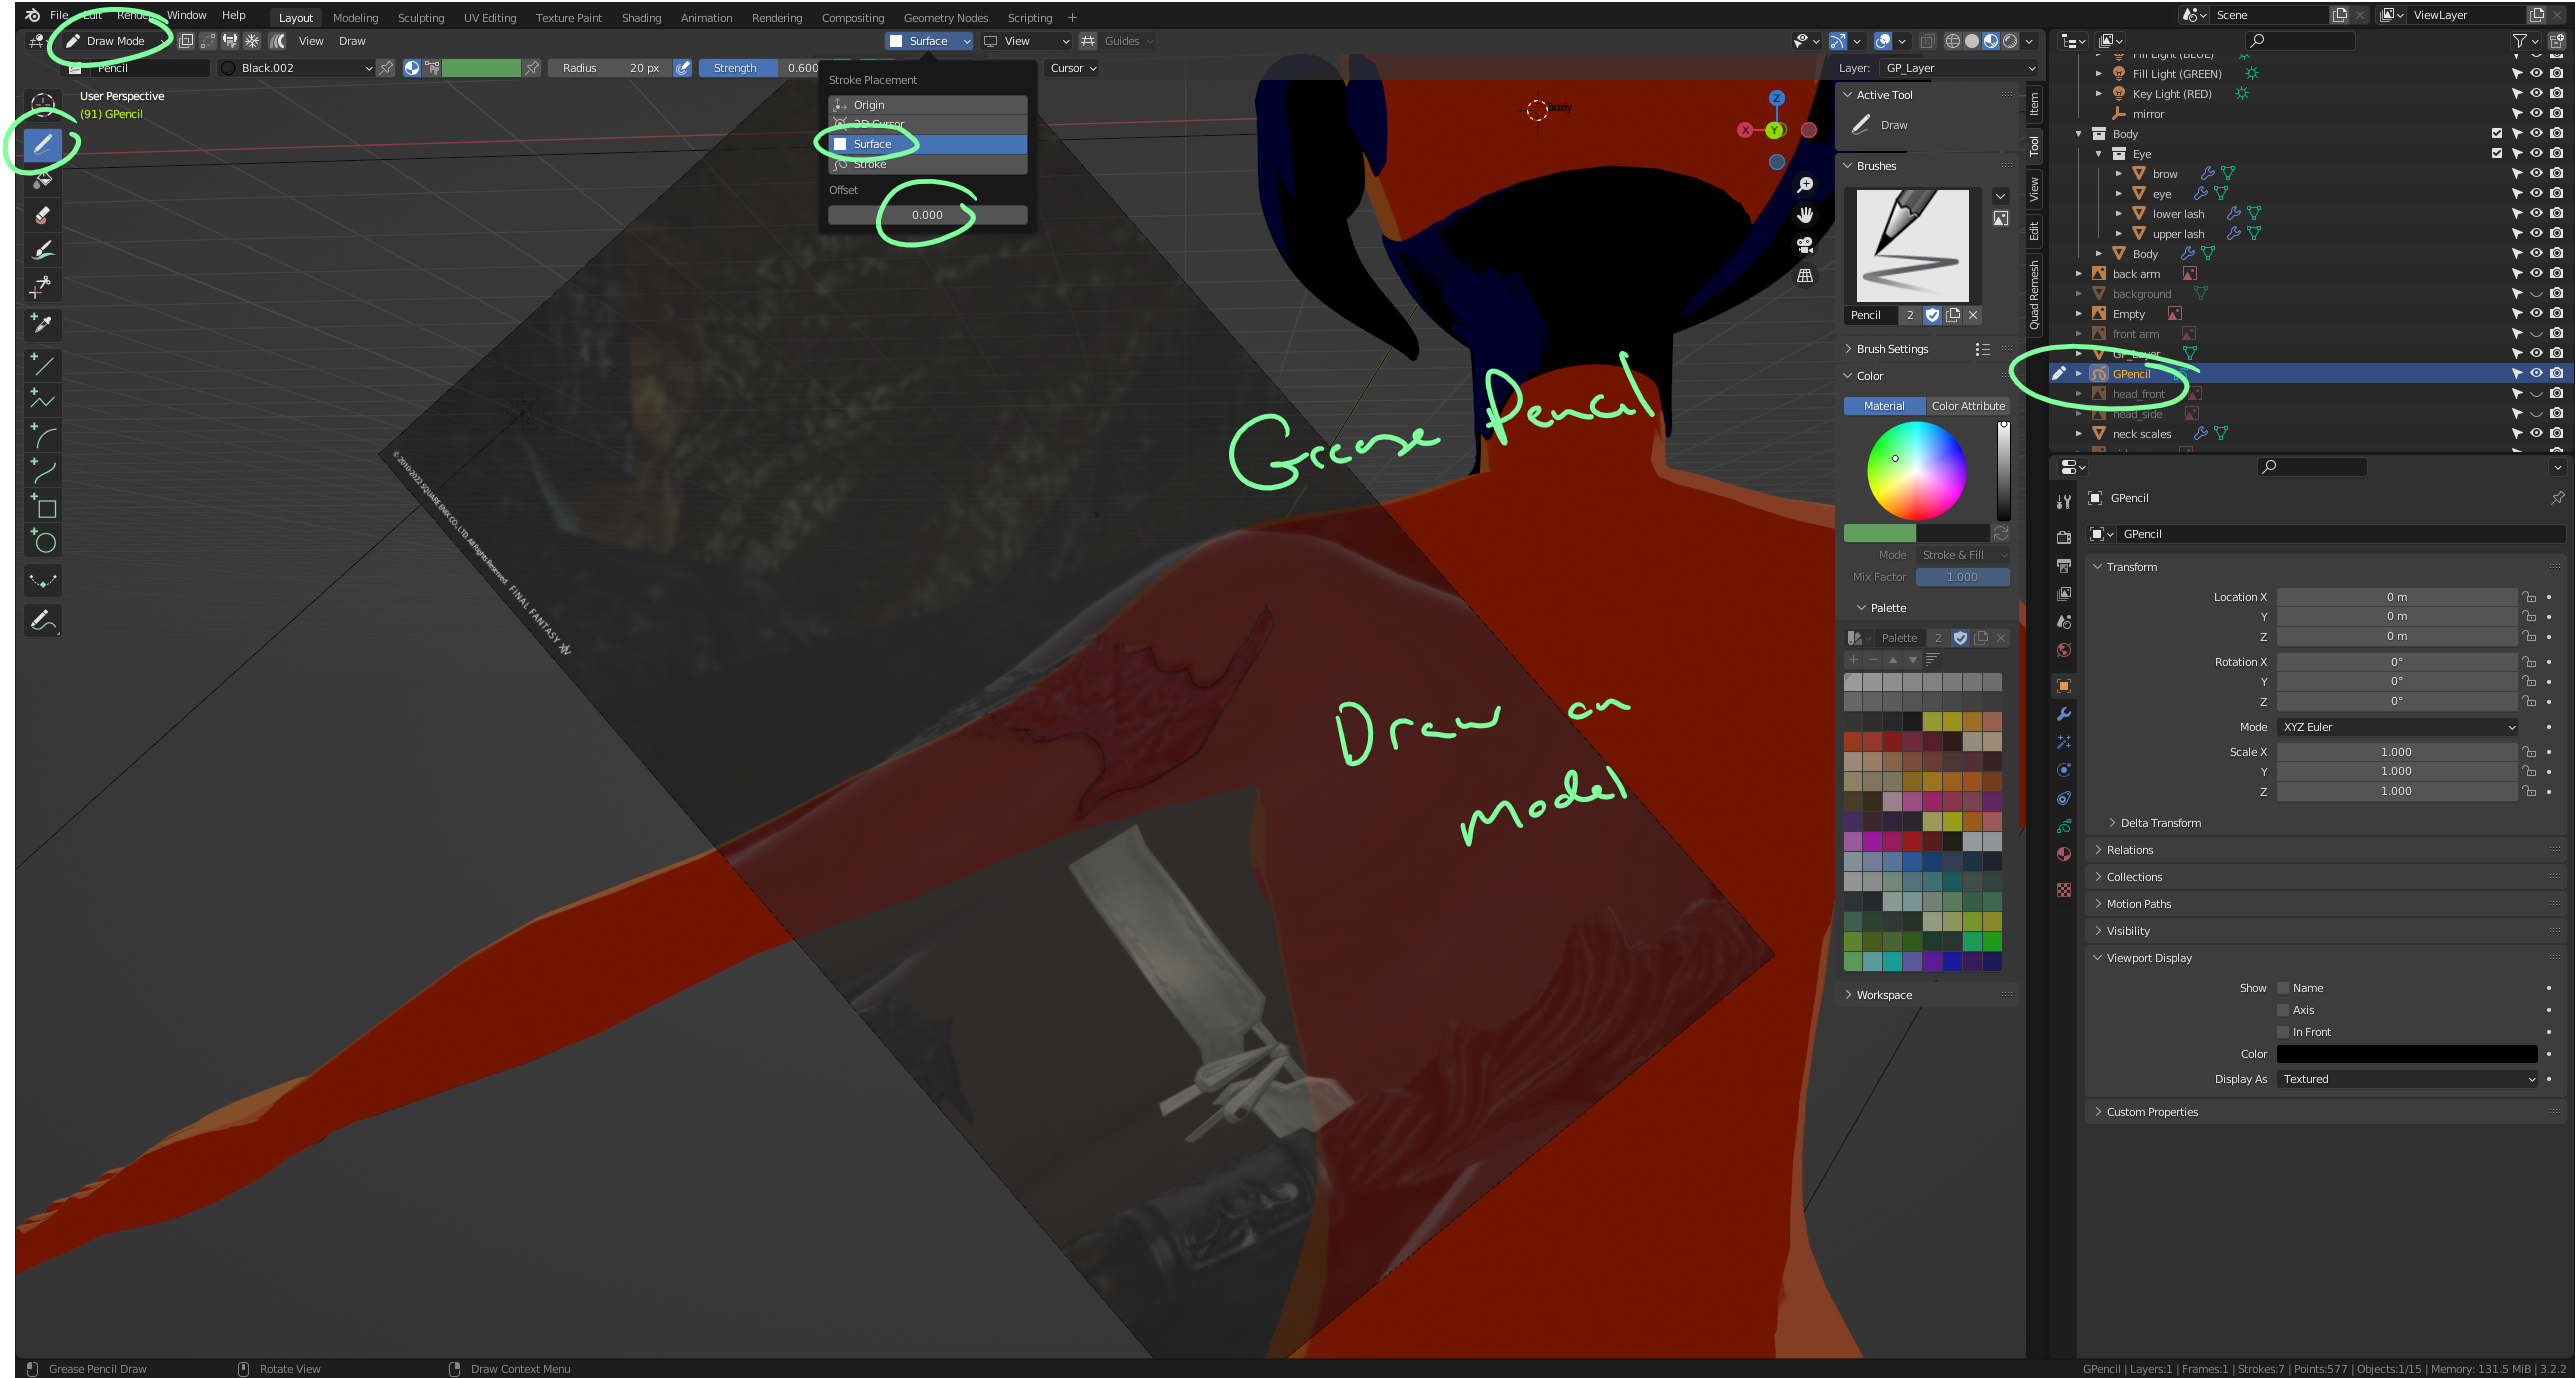 File Edit Render Window Help Layout Modeling Sculpting UV Editing Texture Paint Shading Animation Rendering Compositing Geometry Nodes Scripting + Scene ViewLayer
Draw Mode View Draw Surface View Guides
Pencil Black.002 Radius 20 px Strength 0.600 Cursor Layer: GP_Layer
User Perspective
(91) GPencil
Stroke Placement
Origin
3D Cursor
Surface
Stroke
Offset
0.000
Grease Pencil
Draw on
model
© 2010-2022 SQUARE ENIX CO., LTD. All Rights Reserved.
FINAL FANTASY XIV
Body
Z
X
Y
Active Tool
Draw
Brushes
Pencil 2
Brush Settings
Color
Material Color Attribute
Mode Stroke & Fill
Mix Factor 1.000
Palette
Palette 2
Workspace
Item
Tool
View
Edit
Quad Remesh
Fill Light (BLUE)
Fill Light (GREEN)
Key Light (RED)
mirror
Body
Eye
brow
eye
lower lash
upper lash
Body
back arm
background
Empty
front arm
GP_Layer
GPencil
head_front
head_side
neck scales
GPencil
GPencil
Transform
Location X 0 m
Y 0 m
Z 0 m
Rotation X 0°
Y 0°
Z 0°
Mode XYZ Euler
Scale X 1.000
Y 1.000
Z 1.000
Delta Transform
Relations
Collections
Motion Paths
Visibility
Viewport Display
Show Name
Axis
In Front
Color
Display As Textured
Custom Properties
Grease Pencil Draw Rotate View Draw Context Menu GPencil | Layers:1 | Frames:1 | Strokes:7 | Points:577 | Objects:1/15 | Memory: 131.5 MiB | 3.2.2